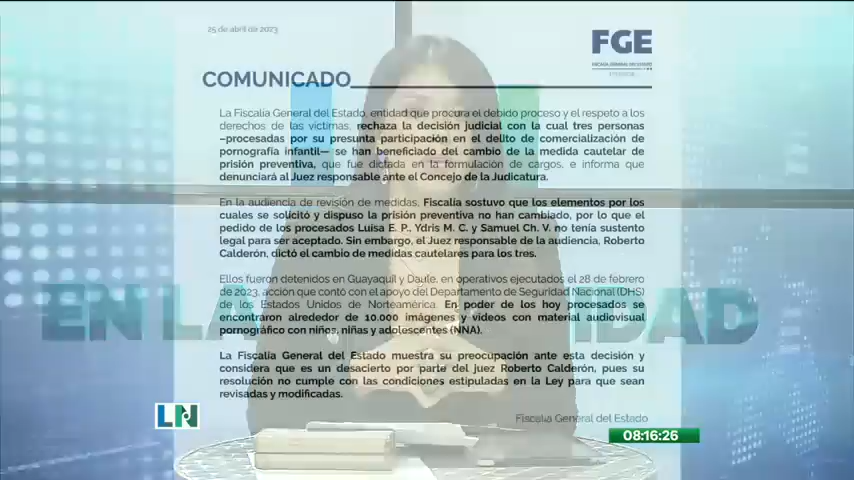 25 de abril de 2023
FGE
FISCALÍA GENERAL DEL ESTADO
ECUADOR
COMUNICADO
La Fiscalía General del Estado, entidad que procura el debido proceso y el respeto a los
derechos de las víctimas, rechaza la decisión judicial con la cual tres personas
–procesadas por su presunta participación en el delito de comercialización de
pornografía infantil– se han beneficiado del cambio de la medida cautelar de
prisión preventiva, que fue dictada en la formulación de cargos, e informa que
denunciará al Juez responsable ante el Concejo de la Judicatura.
En la audiencia de revisión de medidas, Fiscalía sostuvo que los elementos por los
cuales se solicitó y dispuso la prisión preventiva no han cambiado, por lo que el
pedido de los procesados Luisa E. P., Ydris M. C. y Samuel Ch. V. no tenía sustento
legal para ser aceptado. Sin embargo, el Juez responsable de la audiencia, Roberto
Calderón, dictó el cambio de medidas cautelares para los tres.
Ellos fueron detenidos en Guayaquil y Daule, en operativos ejecutados el 28 de febrero
de 2023, acción que contó con el apoyo del Departamento de Seguridad Nacional (DHS)
de los Estados Unidos de Norteamérica. En poder de los hoy procesados se
encontraron alrededor de 10.000 imágenes y videos con material audiovisual
pornográfico con niños, niñas y adolescentes (NNA).
EN LA IDAD
La Fiscalía General del Estado muestra su preocupación ante esta decisión y
considera que es un desacierto por parte del juez Roberto Calderón, pues su
resolución no cumple con las condiciones estipuladas en la Ley para que sean
revisadas y modificadas.
Fiscalía General del Estado
LN
08:16:26